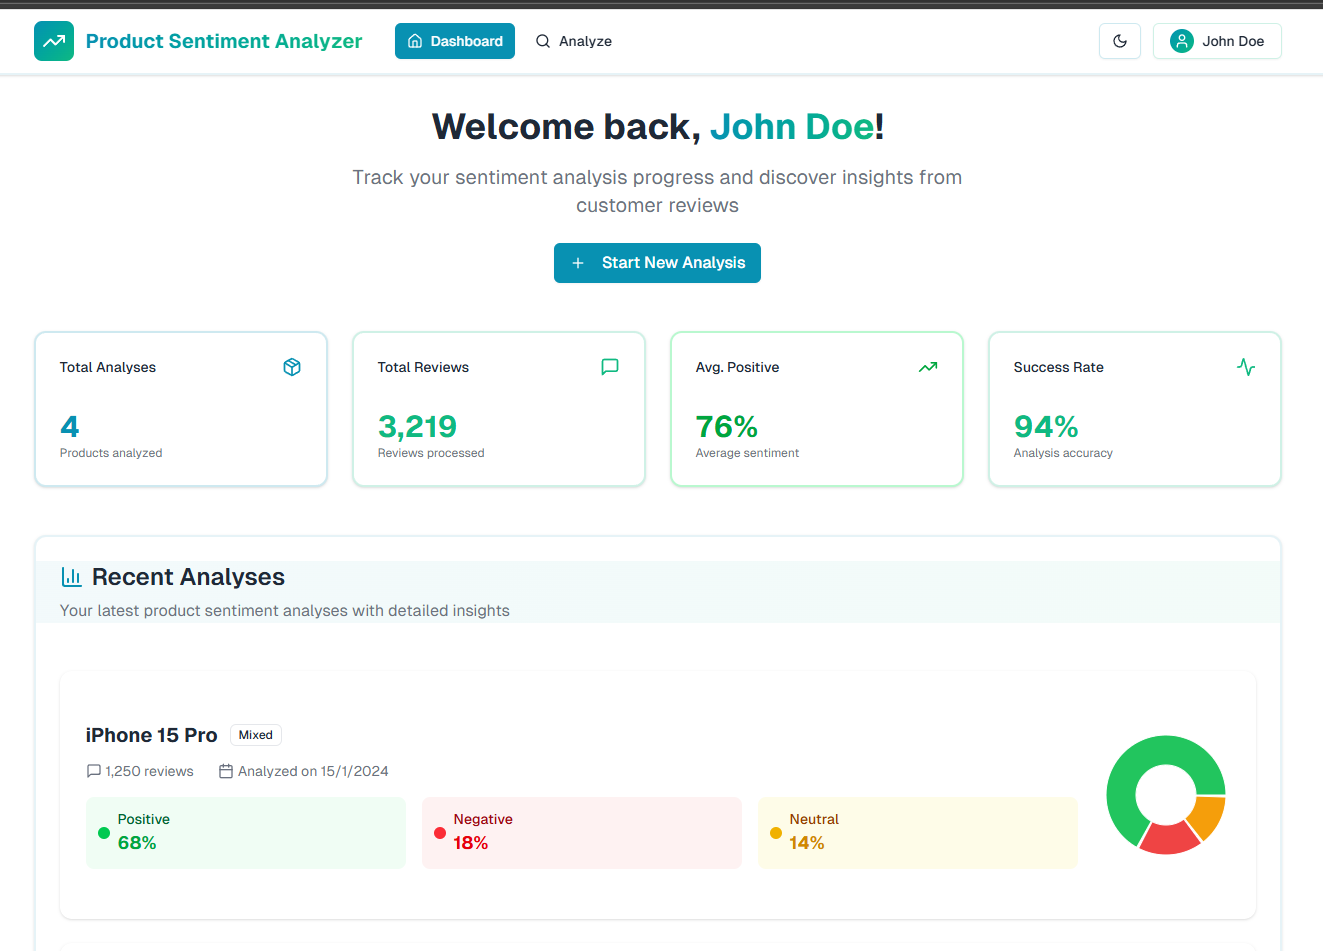 Product Sentiment Analyzer
Dashboard
Analyze
John Doe
Welcome back, John Doe!
Track your sentiment analysis progress and discover insights from
customer reviews
Start New Analysis
Total Analyses
4
Products analyzed
Total Reviews
3,219
Reviews processed
Avg. Positive
76%
Average sentiment
Success Rate
94%
Analysis accuracy
Recent Analyses
Your latest product sentiment analyses with detailed insights
iPhone 15 Pro
Mixed
1,250 reviews
Analyzed on 15/1/2024
Positive
68%
Negative
18%
Neutral
14%